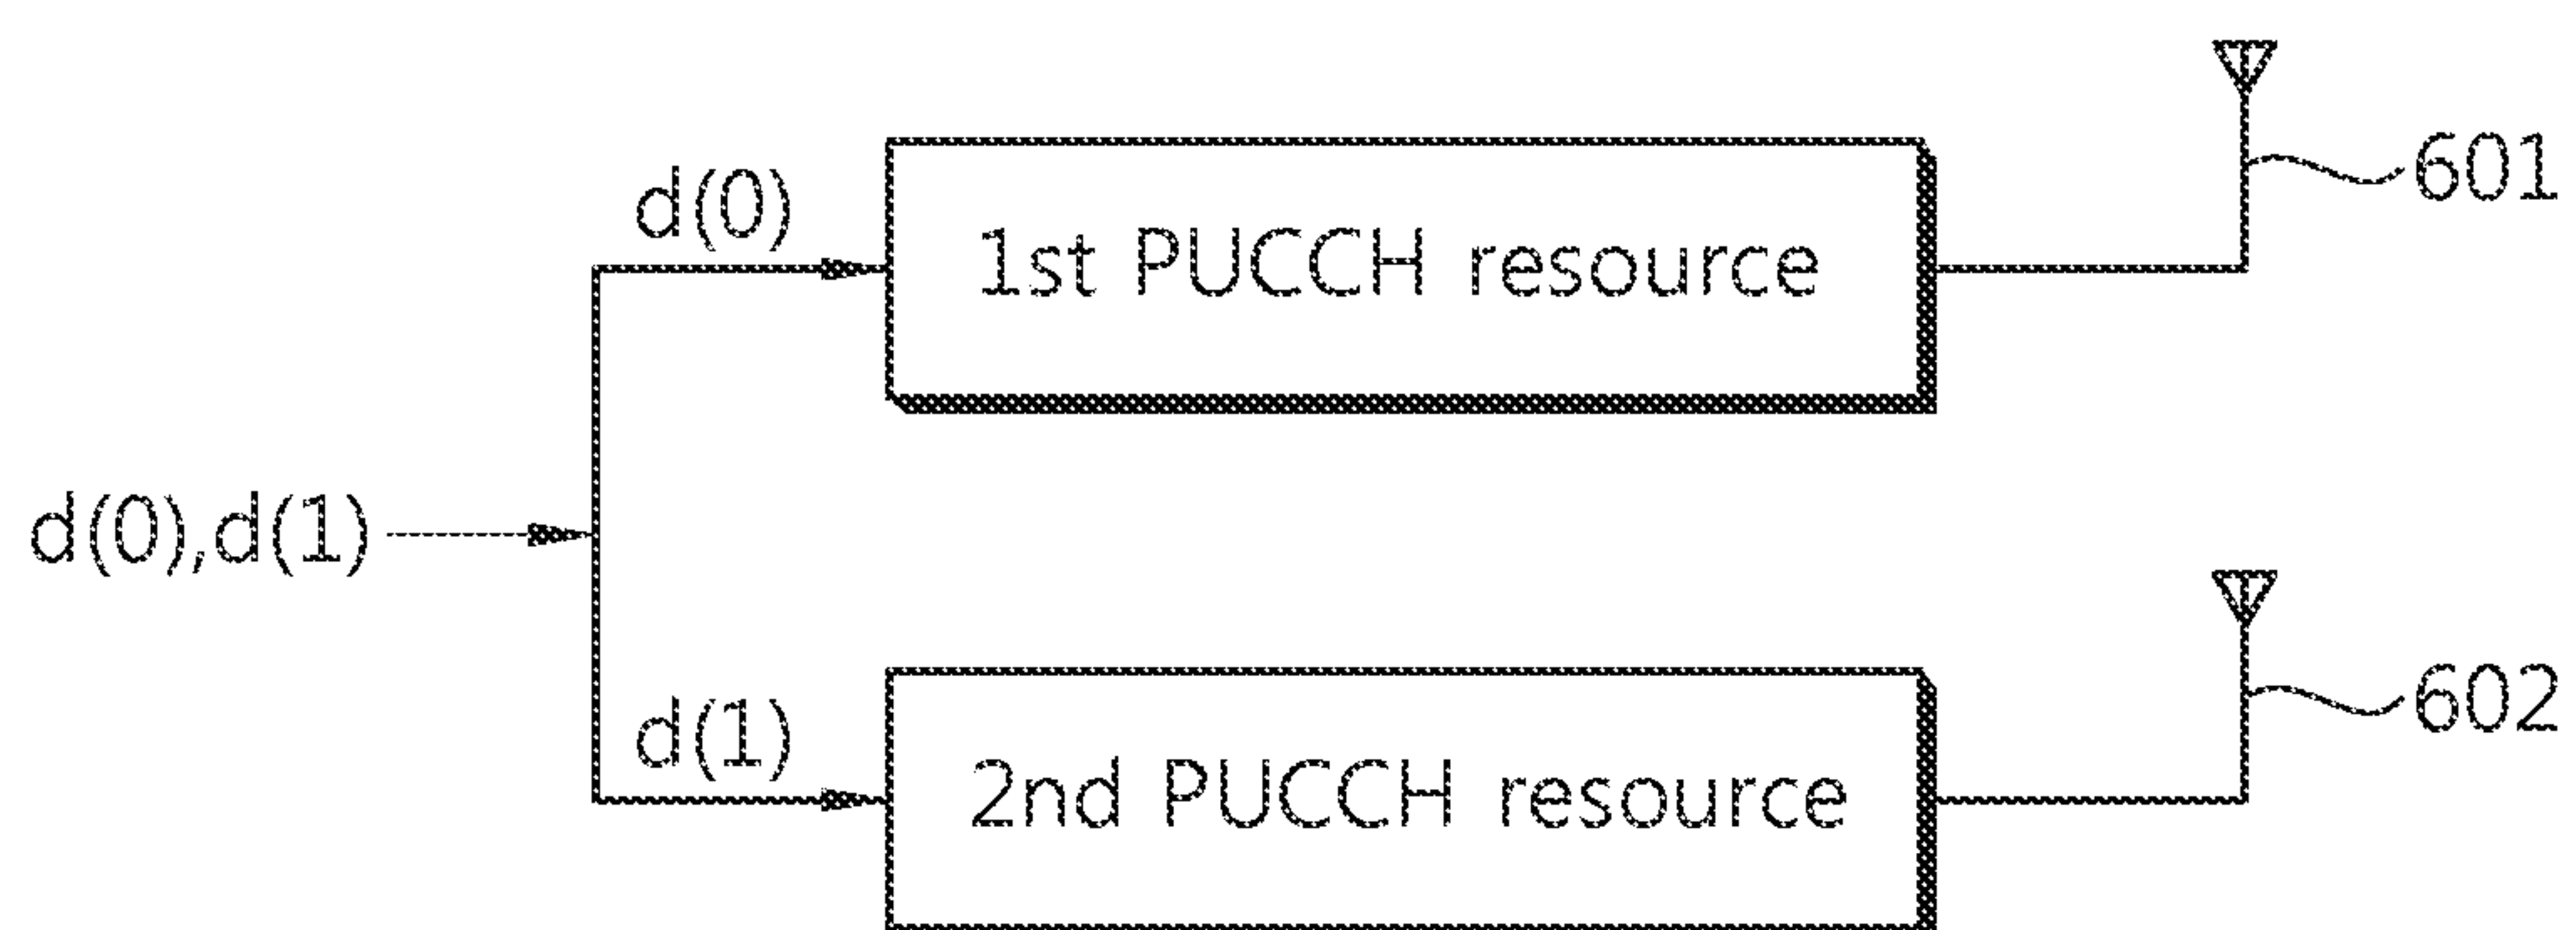 d(0)
1st PUCCH resource
601
d(0),d(1)
d(1)
2nd PUCCH resource
602